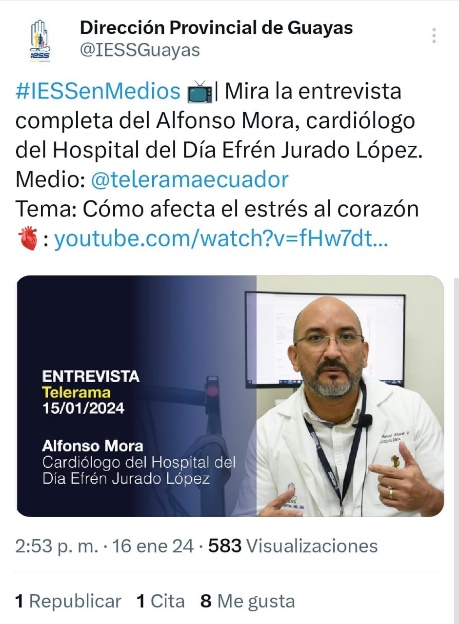 Dirección Provincial de Guayas
@IESSGuayas
#IESSenMedios 📺| Mira la entrevista
completa del Alfonso Mora, cardiólogo
del Hospital del Día Efrén Jurado López.
Medio: @teleramaecuador
Tema: Cómo afecta el estrés al corazón
🫀: youtube.com/watch?v=fHw7dt...
ENTREVISTA
Telerama
15/01/2024
Alfonso Mora
Cardiólogo del Hospital del
Día Efrén Jurado López
2:53 p. m. · 16 ene 24 · 583 Visualizaciones
1 Republicar 1 Cita 8 Me gusta